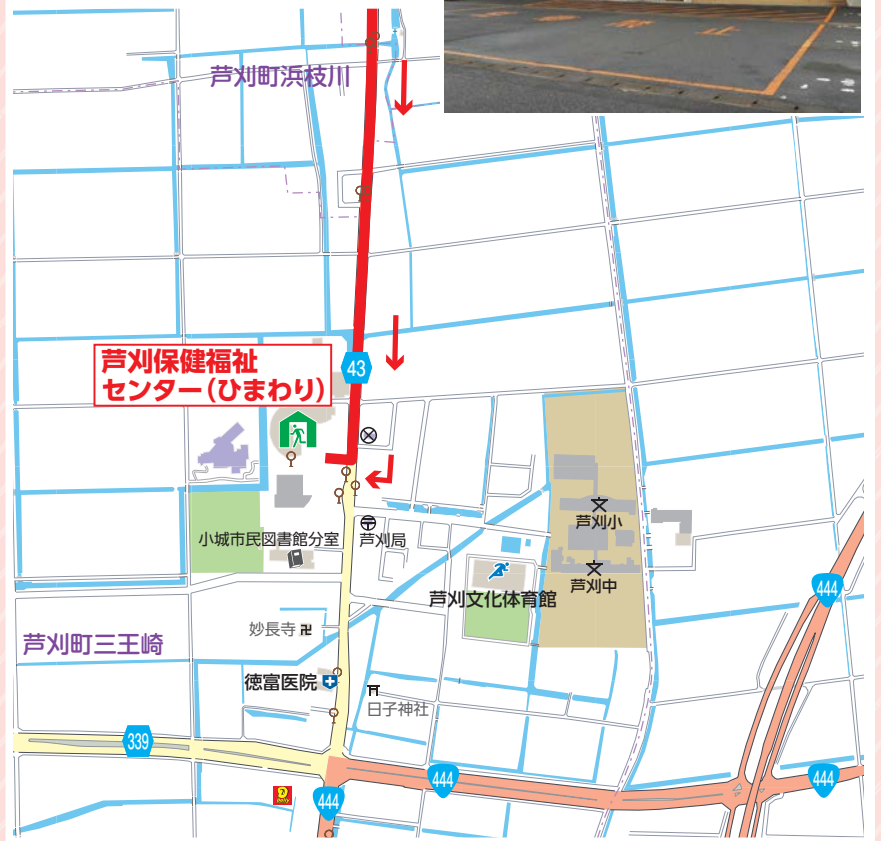 芦刈町浜枝川
芦刈保健福祉
センター(ひまわり)
43
芦刈小
小城市民図書館分室
芦刈局
芦刈中
444
芦刈文化体育館
妙長寺
芦刈町三王崎
徳富医院
日子神社
339
444
444
444